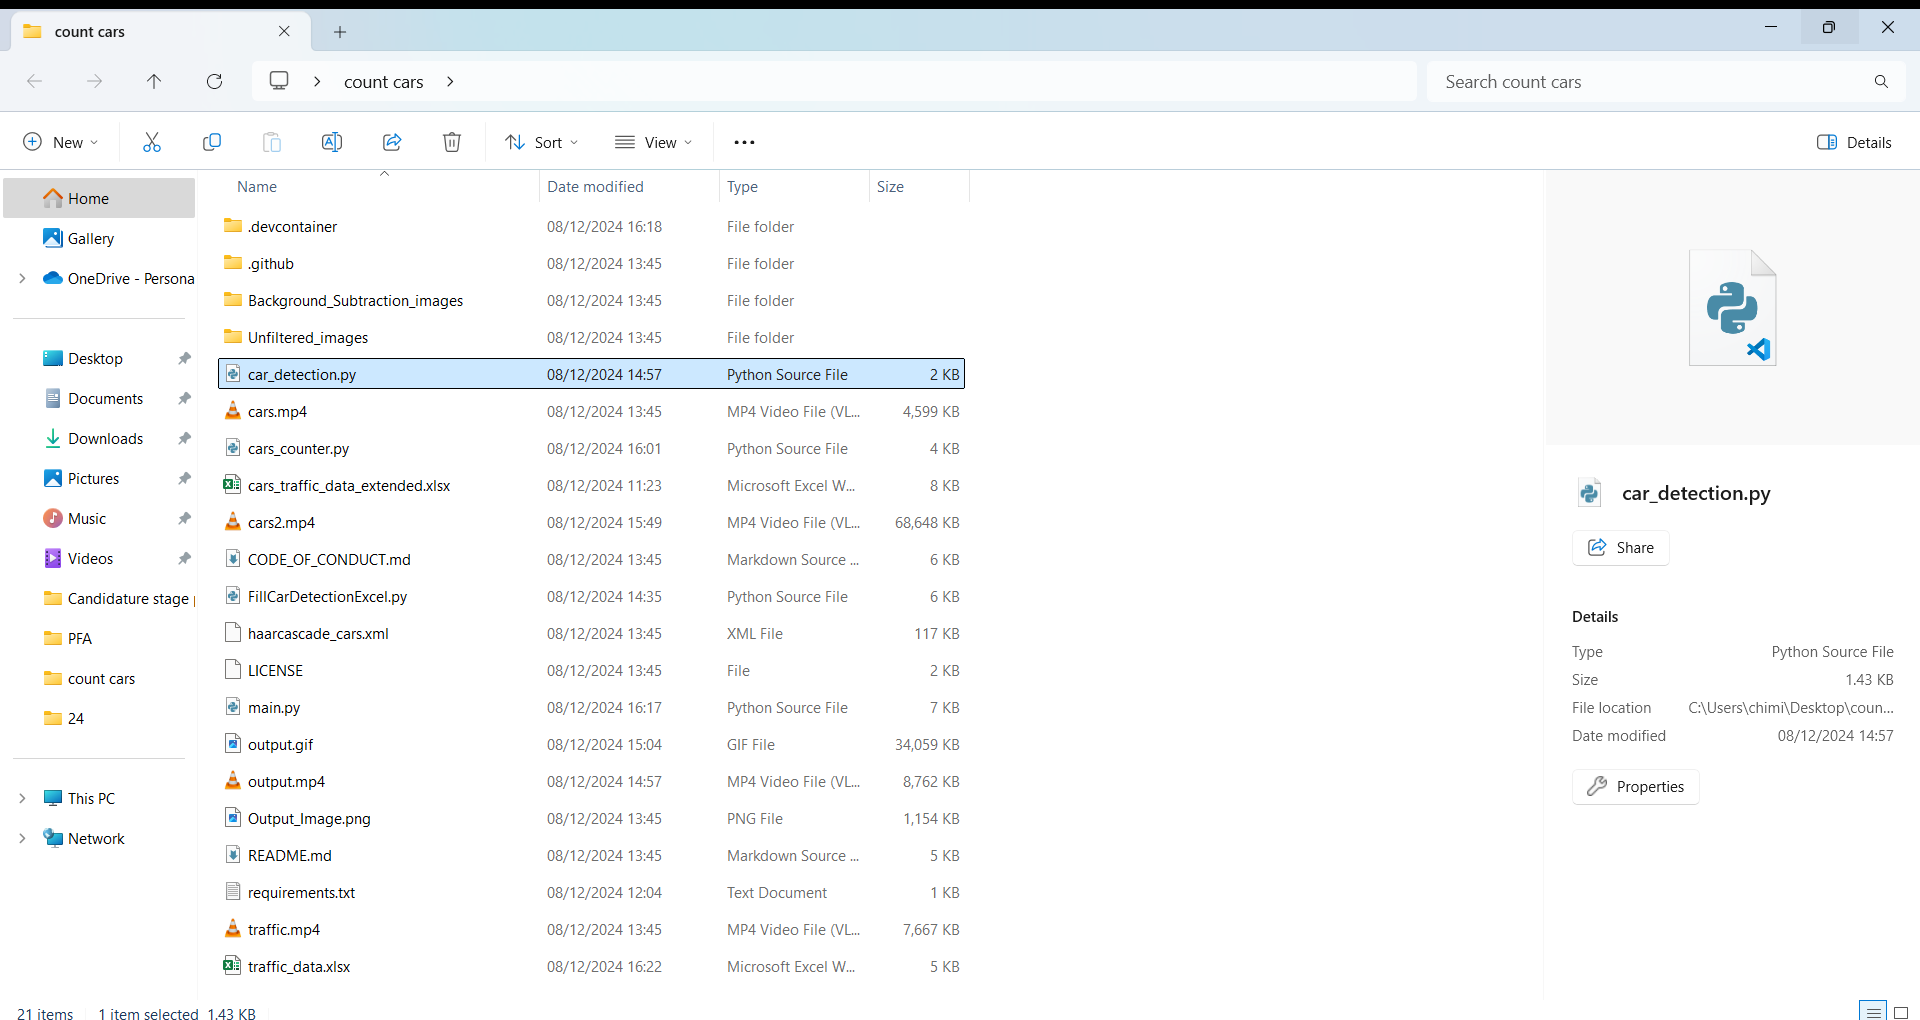 count cars
count cars
Search count cars
New
Sort
View
Details
Home
Gallery
OneDrive - Persona
Desktop
Documents
Downloads
Pictures
Music
Videos
Candidature stage
PFA
count cars
24
This PC
Network
Name Date modified Type Size
.devcontainer 08/12/2024 16:18 File folder
.github 08/12/2024 13:45 File folder
Background_Subtraction_images 08/12/2024 13:45 File folder
Unfiltered_images 08/12/2024 13:45 File folder
car_detection.py 08/12/2024 14:57 Python Source File 2 KB
cars.mp4 08/12/2024 13:45 MP4 Video File (VL... 4,599 KB
cars_counter.py 08/12/2024 16:01 Python Source File 4 KB
cars_traffic_data_extended.xlsx 08/12/2024 11:23 Microsoft Excel W... 8 KB
cars2.mp4 08/12/2024 15:49 MP4 Video File (VL... 68,648 KB
CODE_OF_CONDUCT.md 08/12/2024 13:45 Markdown Source ... 6 KB
FillCarDetectionExcel.py 08/12/2024 14:35 Python Source File 6 KB
haarcascade_cars.xml 08/12/2024 13:45 XML File 117 KB
LICENSE 08/12/2024 13:45 File 2 KB
main.py 08/12/2024 16:17 Python Source File 7 KB
output.gif 08/12/2024 15:04 GIF File 34,059 KB
output.mp4 08/12/2024 14:57 MP4 Video File (VL... 8,762 KB
Output_Image.png 08/12/2024 13:45 PNG File 1,154 KB
README.md 08/12/2024 13:45 Markdown Source ... 5 KB
requirements.txt 08/12/2024 12:04 Text Document 1 KB
traffic.mp4 08/12/2024 13:45 MP4 Video File (VL... 7,667 KB
traffic_data.xlsx 08/12/2024 16:22 Microsoft Excel W... 5 KB
car_detection.py
Share
Details
Type Python Source File
Size 1.43 KB
File location C:\Users\chimi\Desktop\coun...
Date modified 08/12/2024 14:57
Properties
21 items 1 item selected 1.43 KB